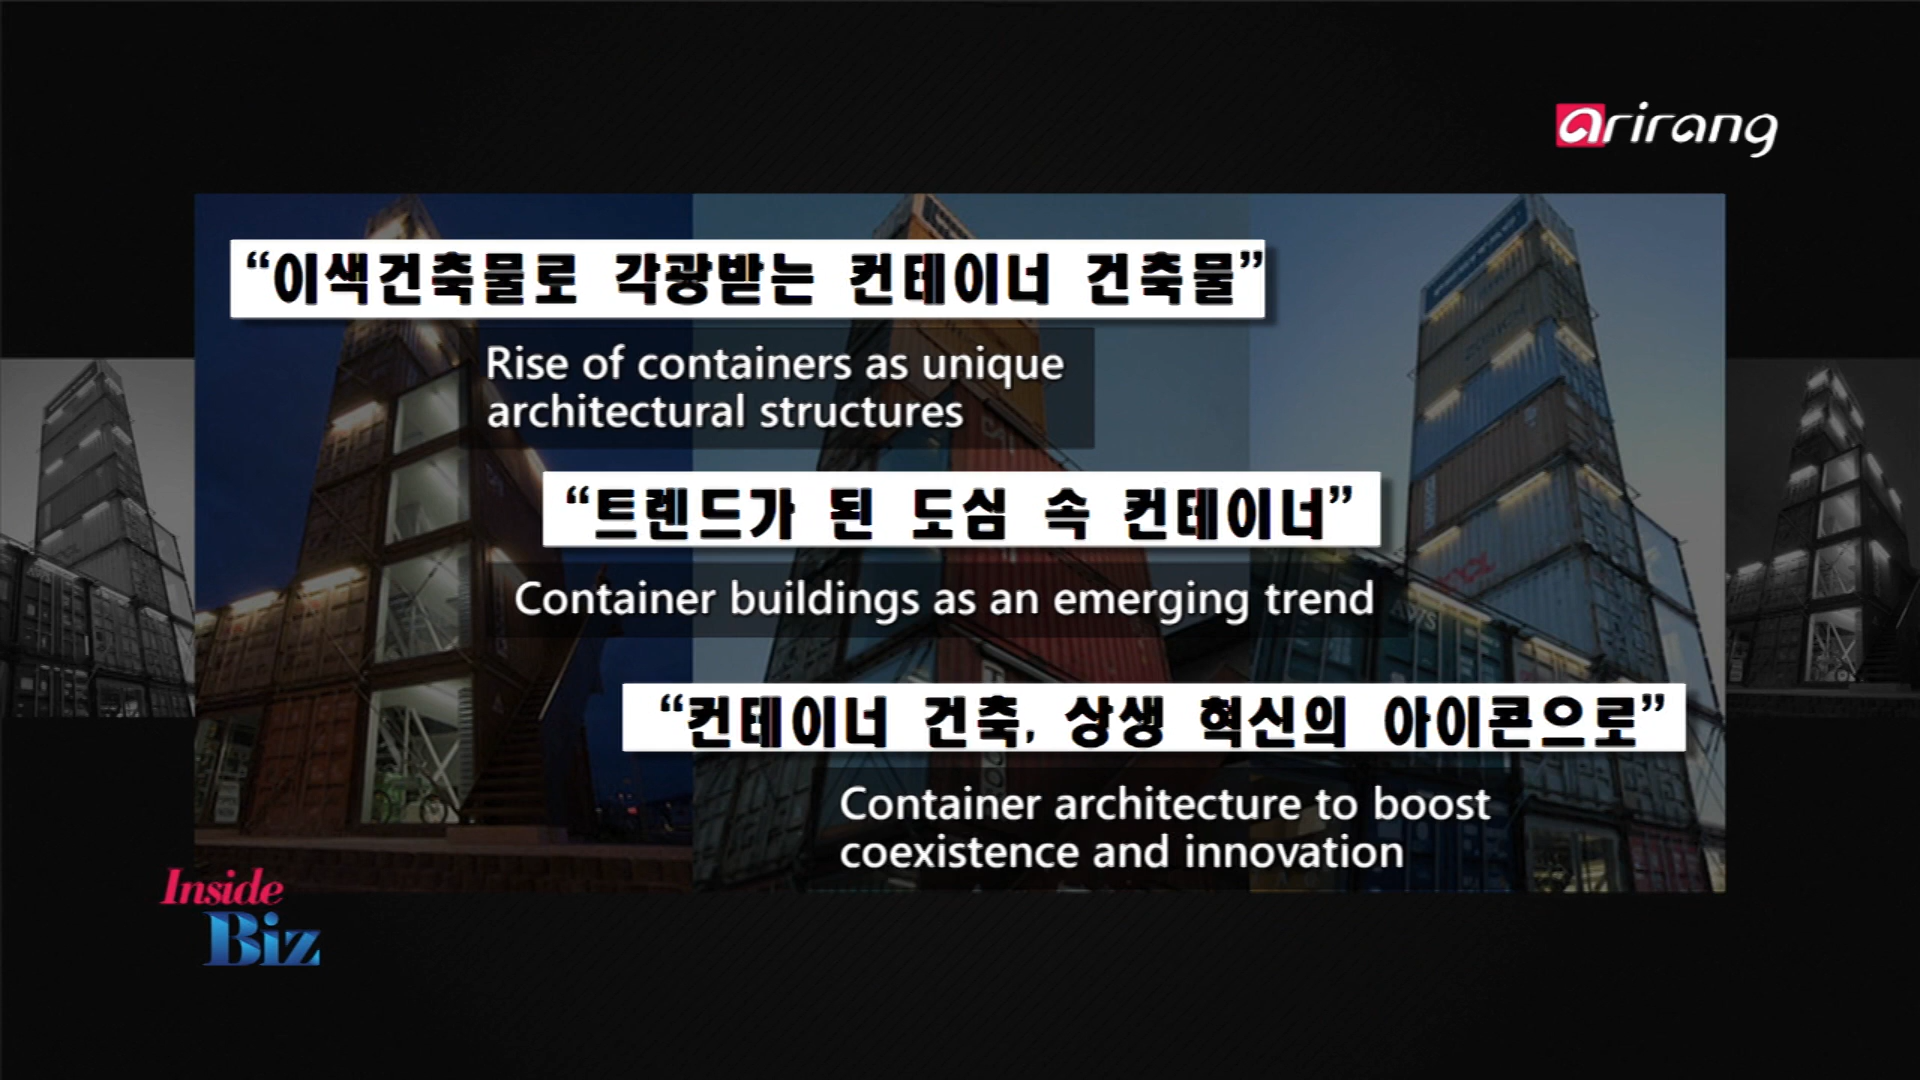 arirang
“이색건축물로 각광받는 컨테이너 건축물”
Rise of containers as unique
architectural structures
“트렌드가 된 도심 속 컨테이너”
Container buildings as an emerging trend
“컨테이너 건축, 상생 혁신의 아이콘으로”
Container architecture to boost
coexistence and innovation
Inside
Biz